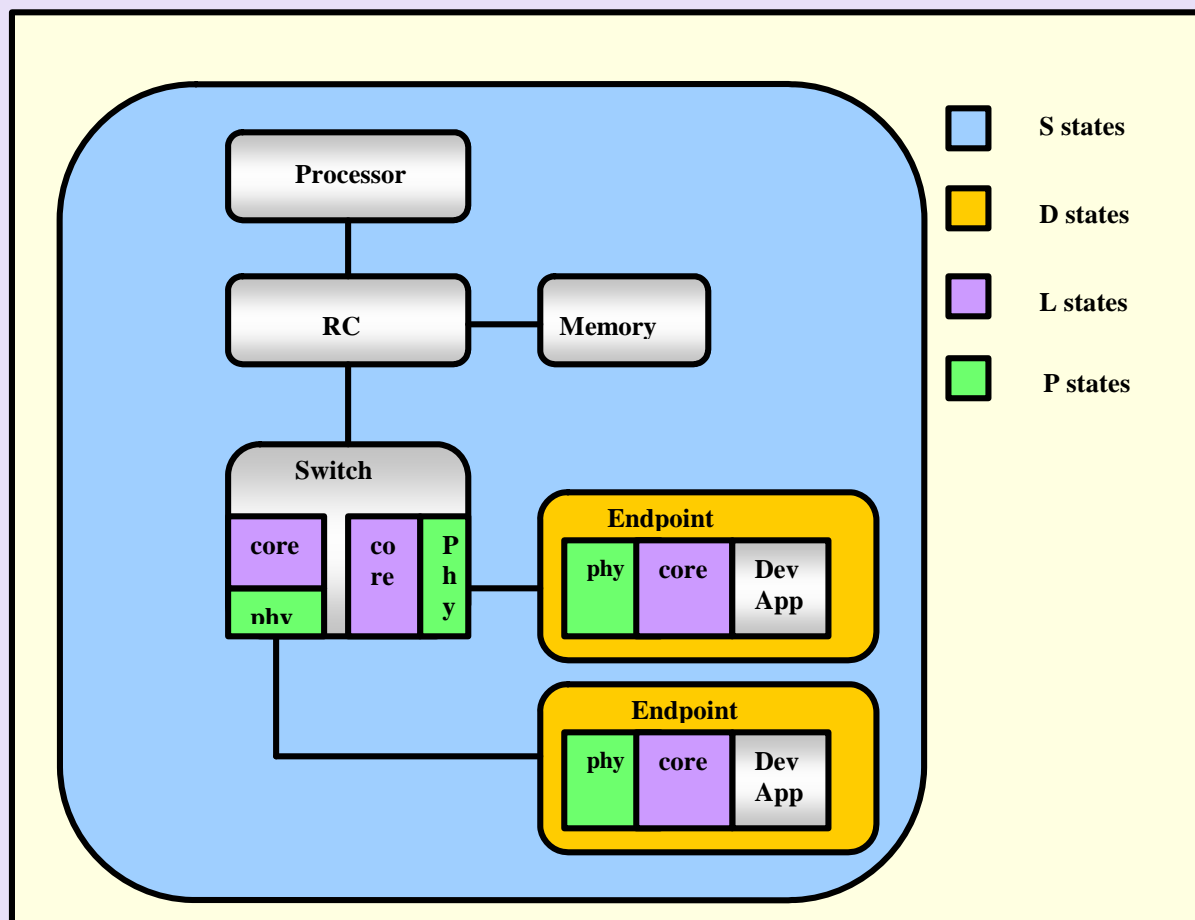 S states
Processor
D states
L states
RC
Memory
P states
Switch
core
co
re
P
h
y
phy
Endpoint
phy
core
Dev
App
Endpoint
phy
core
Dev
App